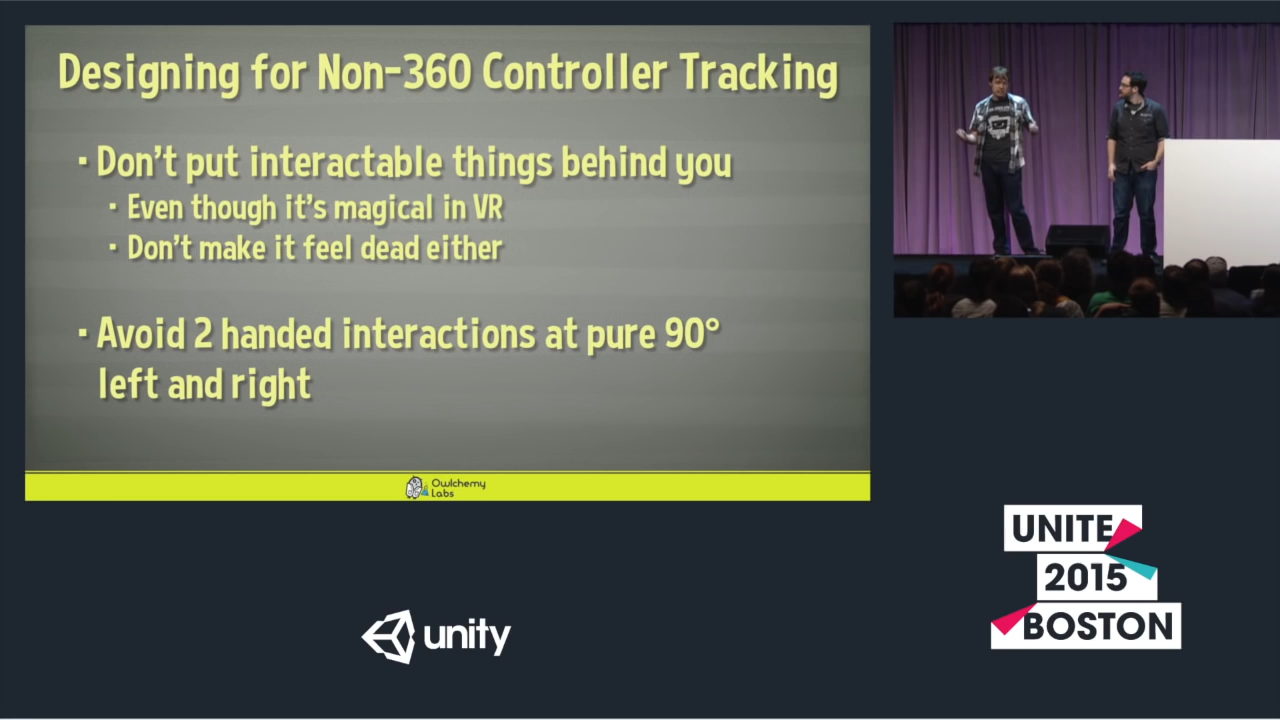 Designing for Non-360 Controller Tracking
· Don't put interactable things behind you
· Even though it's magical in VR
· Don't make it feel dead either
· Avoid 2 handed interactions at pure 90°
left and right
Owlchemy
Labs
unity
UNITE
2015
BOSTON